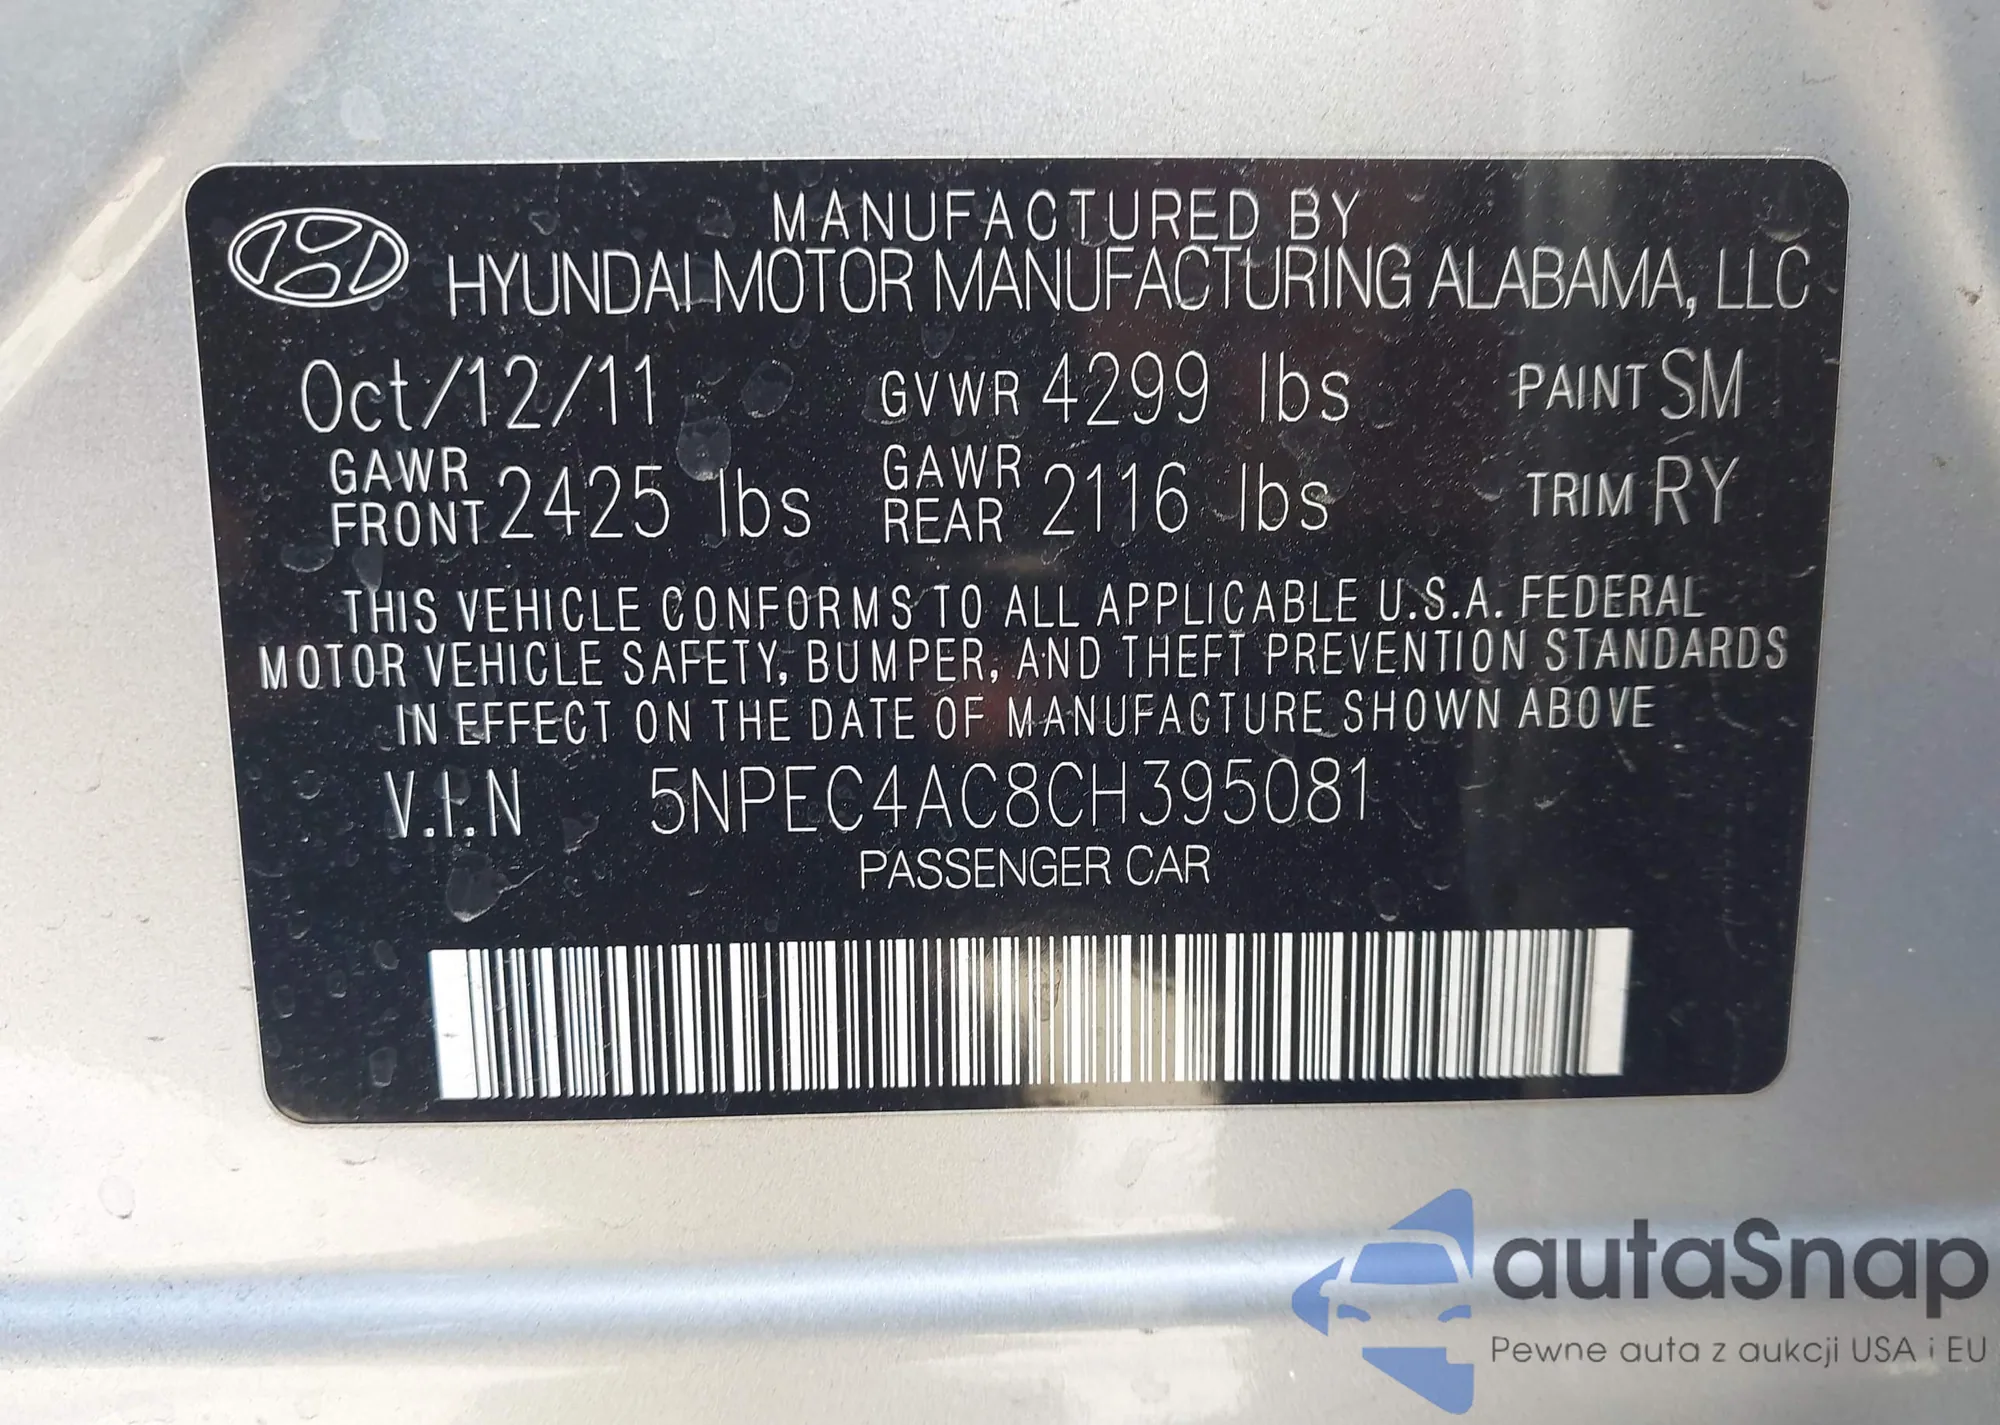 MANUFACTURED BY
HYUNDAI MOTOR MANUFACTURING ALABAMA, LLC
Oct/12/11 GVWR 4299 lbs PAINT SM
GAWR FRONT 2425 lbs GAWR REAR 2116 lbs TRIM RY
THIS VEHICLE CONFORMS TO ALL APPLICABLE U.S.A. FEDERAL
MOTOR VEHICLE SAFETY, BUMPER, AND THEFT PREVENTION STANDARDS
IN EFFECT ON THE DATE OF MANUFACTURE SHOWN ABOVE
V.I.N 5NPEC4AC8CH395081
PASSENGER CAR
autaSnap
Pewne auta z aukcji USA i EU